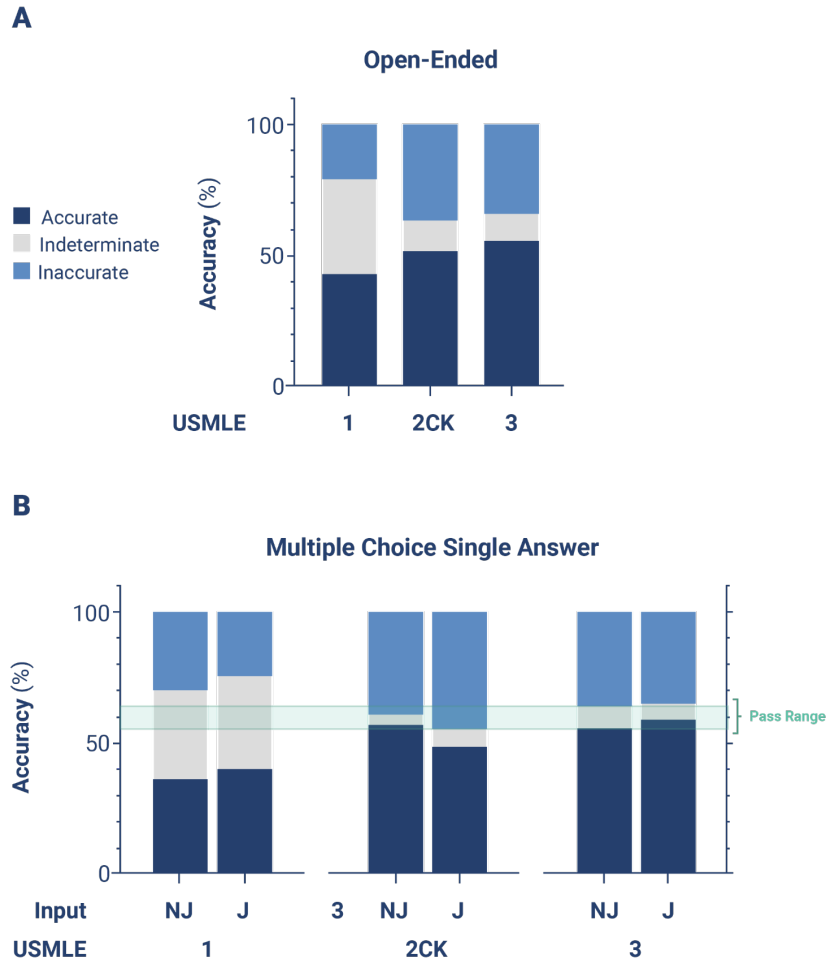 A
Open-Ended
100
50
0
Accuracy (%)
Accurate
Indeterminate
Inaccurate
USMLE 1 2CK 3
B
Multiple Choice Single Answer
100
50
0
Accuracy (%)
Pass Range
Input NJ J 3 NJ J NJ J
USMLE 1 2CK 3